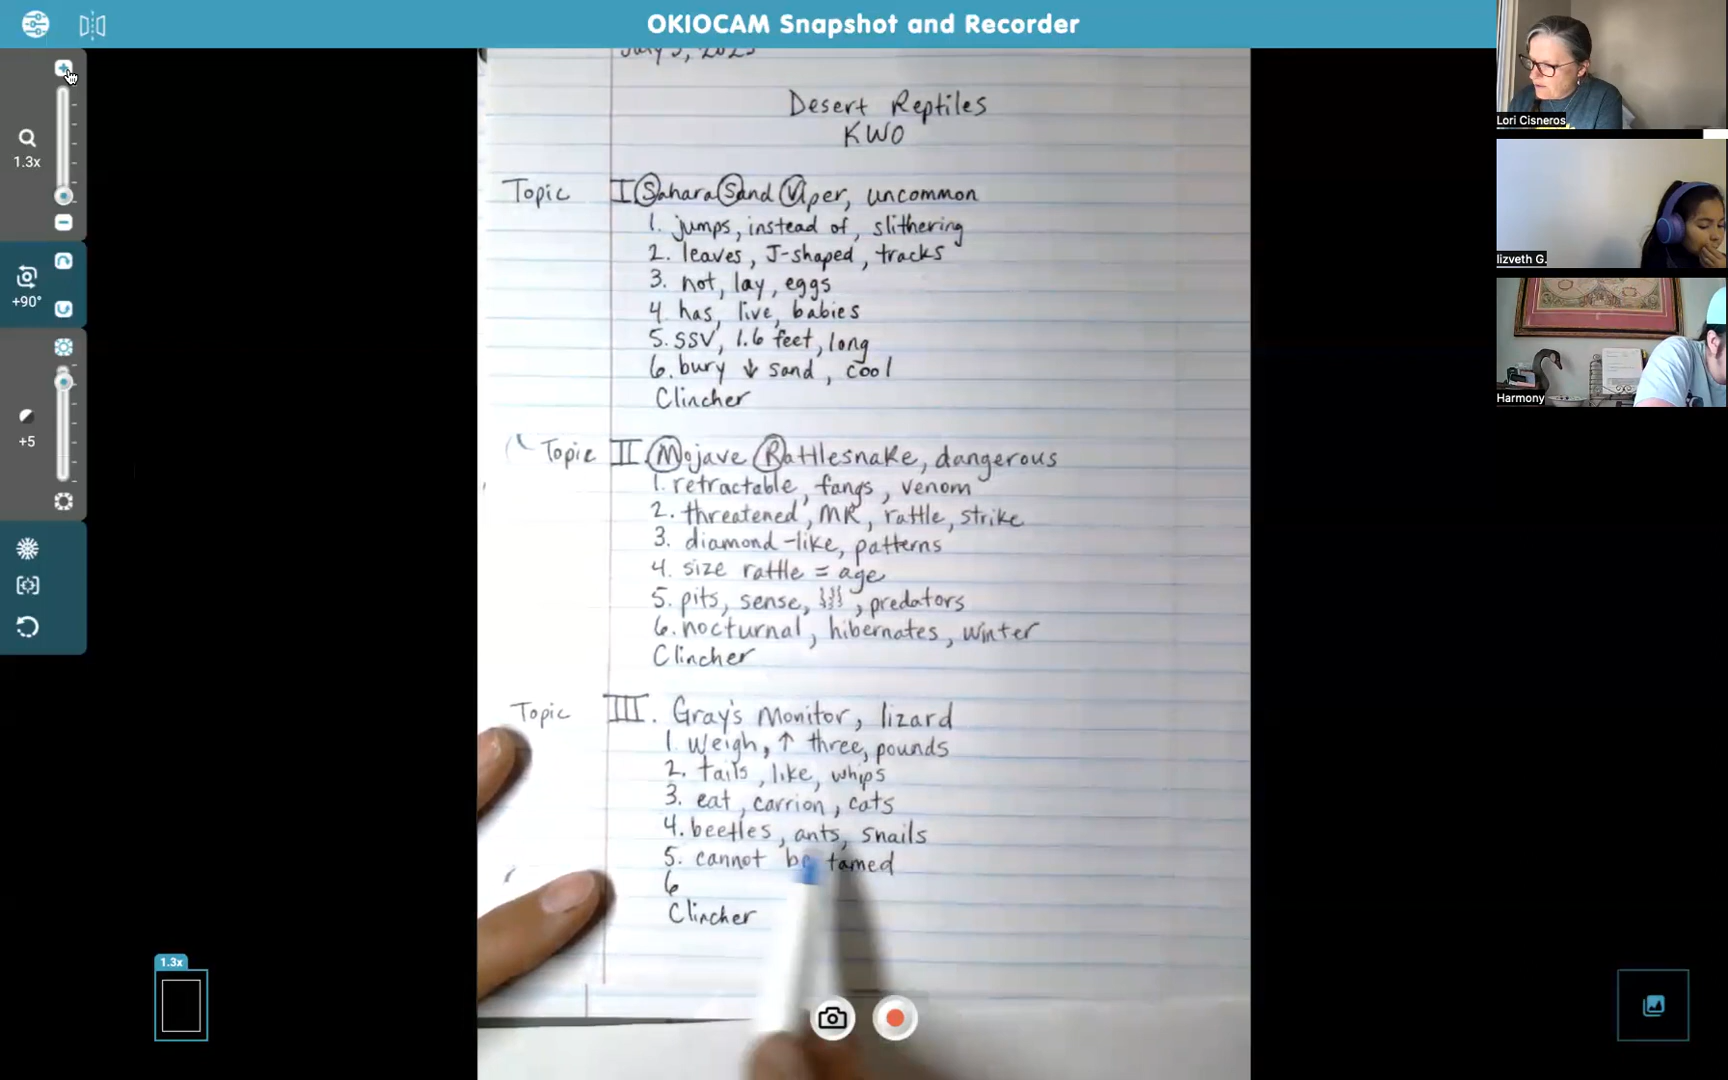 OKIOCAM Snapshot and Recorder
July 5, 2023
Desert Reptiles
KWO
Topic I Sahara Sand Viper, uncommon
1. jumps, instead of, slithering
2. leaves, J-shaped, tracks
3. not, lay, eggs
4. has, live, babies
5. SSV, 1.6 feet, long
6. bury ↓ sand, cool
Clincher
Topic II. Mojave Rattlesnake, dangerous
1. retractable, fangs, venom
2. threatened, MR, rattle, strike
3. diamond-like, patterns
4. size rattle = age
5. pits, sense, ⌇⌇⌇, predators
6. nocturnal, hibernates, winter
Clincher
Topic III. Gray's Monitor, lizard
1. Weigh, ↑ three, pounds
2. tails, like, whips
3. eat, carrion, cats
4. beetles, ants, snails
5. cannot be tamed
6
Clincher
1.3x
+90°
+5
1.3x
Lori Cisneros
lizveth G.
Harmony